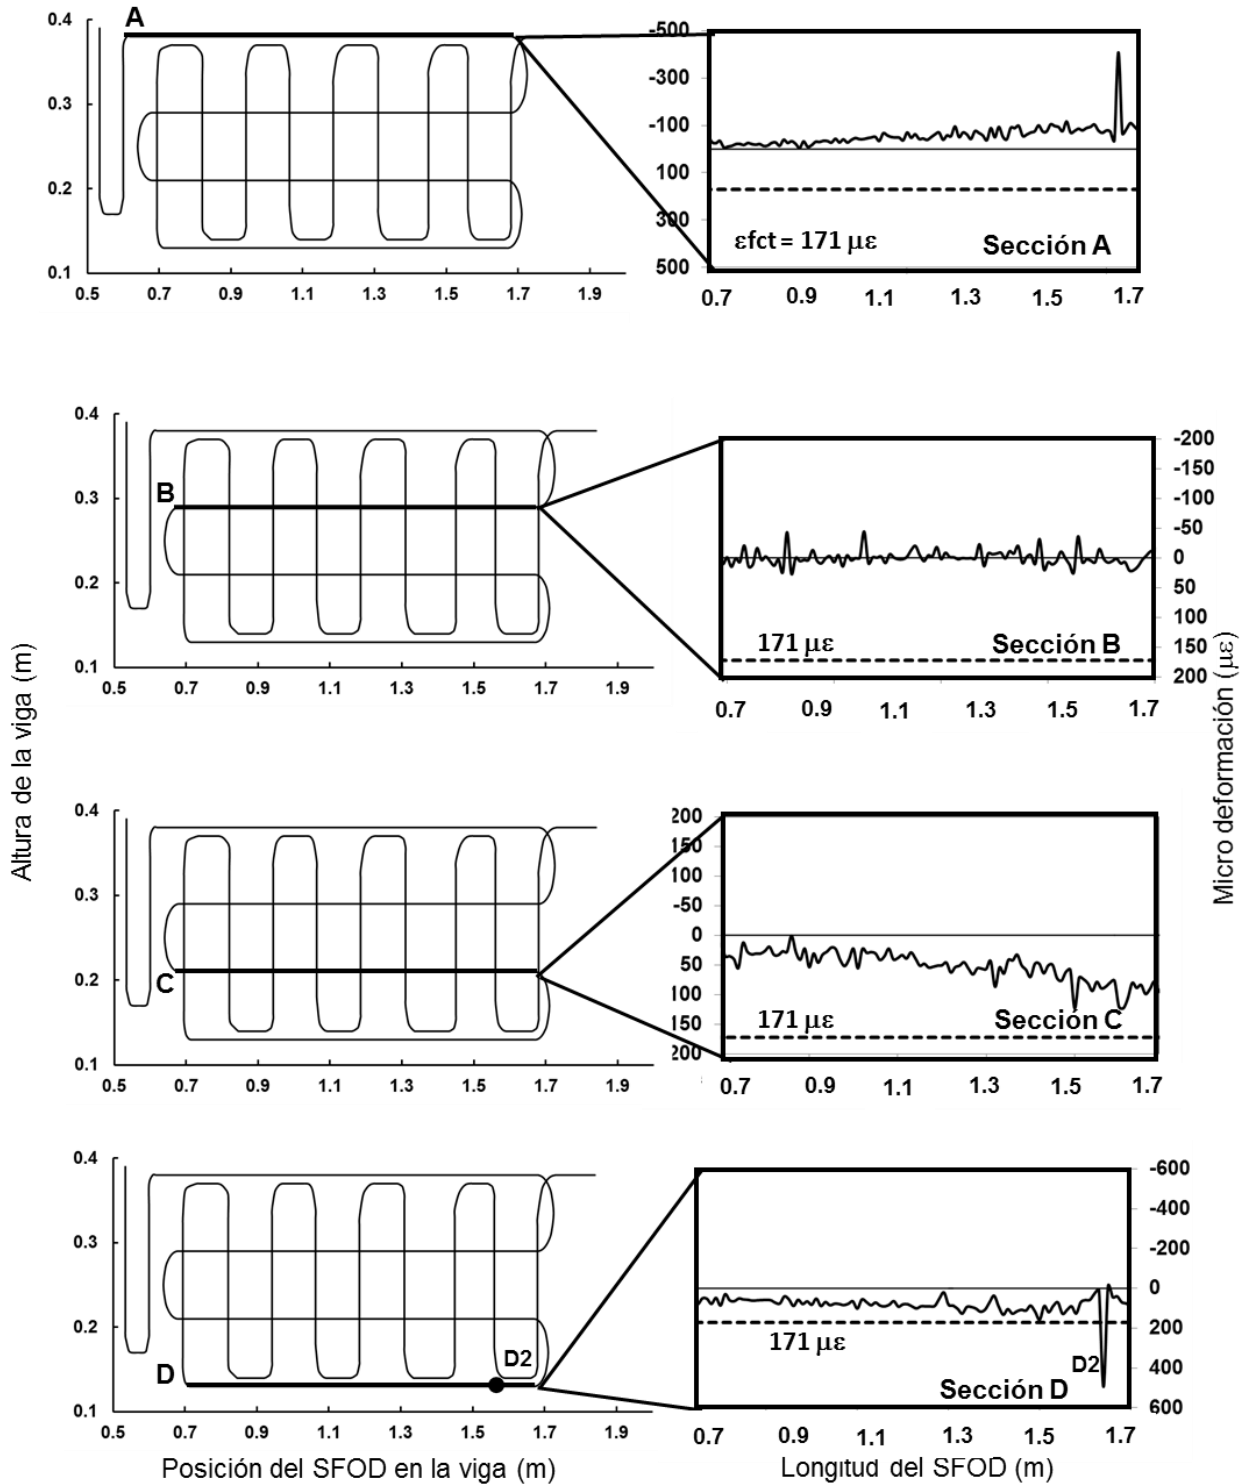 A
0.4
0.3
0.2
0.1
0.5 0.7 0.9 1.1 1.3 1.5 1.7 1.9
-500
-300
-100
100
300
500
εfct = 171 με
Sección A
0.7 0.9 1.1 1.3 1.5 1.7
B
0.4
0.3
0.2
0.1
0.5 0.7 0.9 1.1 1.3 1.5 1.7 1.9
-200
-150
-100
-50
0
50
100
150
200
171 με
Sección B
0.7 0.9 1.1 1.3 1.5 1.7
Altura de la viga (m)
Micro deformación (με)
C
0.4
0.3
0.2
0.1
0.5 0.7 0.9 1.1 1.3 1.5 1.7 1.9
200
150
100
-50
0
50
100
150
200
171 με
Sección C
0.7 0.9 1.1 1.3 1.5 1.7
D
D2
0.4
0.3
0.2
0.1
0.5 0.7 0.9 1.1 1.3 1.5 1.7 1.9
-600
-400
-200
0
200
400
600
171 με
D2
Sección D
0.7 0.9 1.1 1.3 1.5 1.7
Posición del SFOD en la viga (m)
Longitud del SFOD (m)